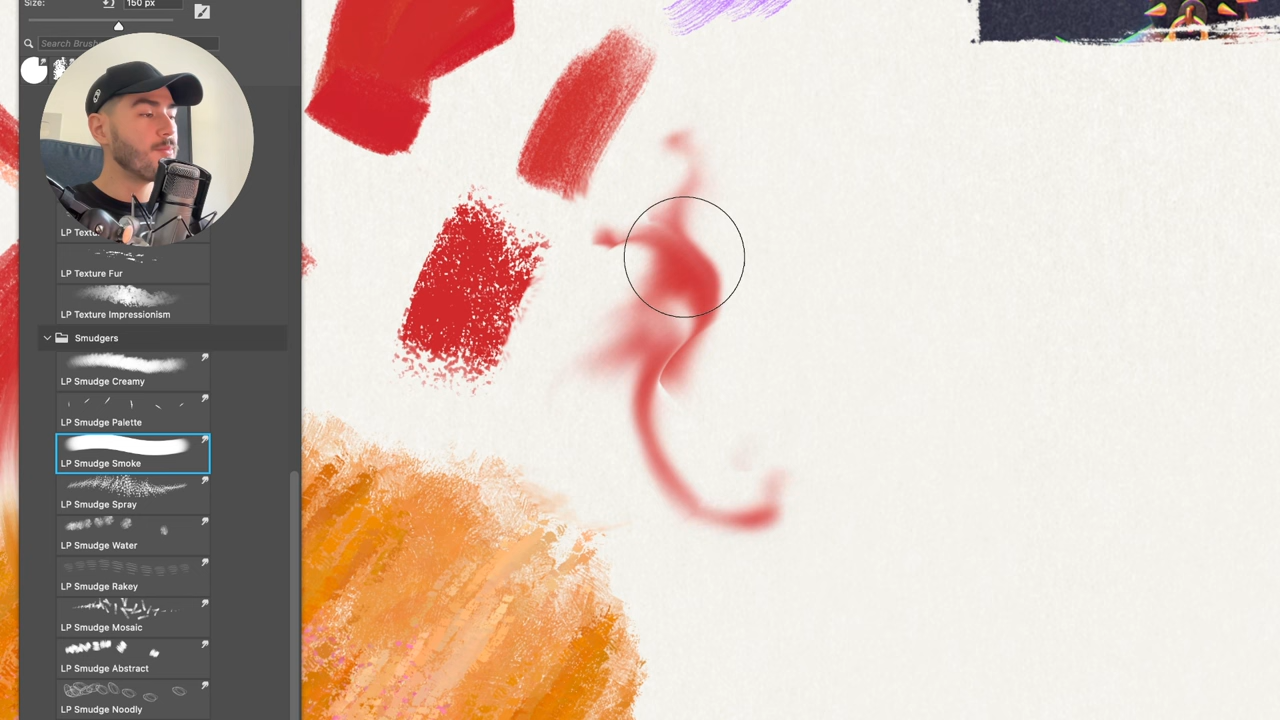 Size:
150 px
Search Brush
LP Textu
LP Texture Fur
LP Texture Impressionism
Smudgers
LP Smudge Creamy
LP Smudge Palette
LP Smudge Smoke
LP Smudge Spray
LP Smudge Water
LP Smudge Rakey
LP Smudge Mosaic
LP Smudge Abstract
LP Smudge Noodly